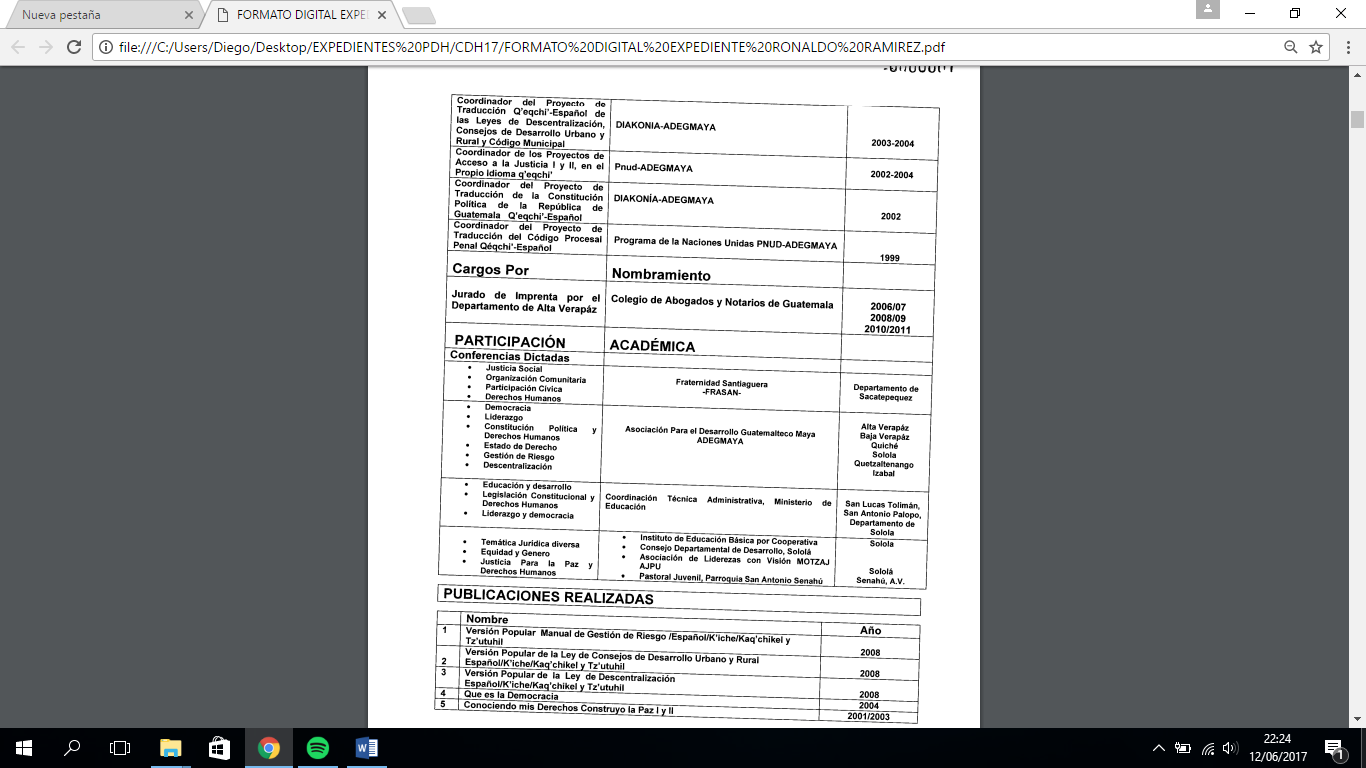 Nueva pestaña
FORMATO DIGITAL EXPE
file:///C:/Users/Diego/Desktop/EXPEDIENTES%20PDH/CDH17/FORMATO%20DIGITAL%20EXPEDIENTE%20RONALDO%20RAMIREZ.pdf
Coordinador del Proyecto de
Traducción Q'eqchi'-Español de
las Leyes de Descentralización,
Consejos de Desarrollo Urbano y
Rural y Código Municipal
DIAKONIA-ADEGMAYA
2003-2004
Coordinador de los Proyectos de
Acceso a la Justicia I y II, en el
Propio Idioma q'eqchi'
Pnud-ADEGMAYA
2002-2004
Coordinador del Proyecto de
Traducción de la Constitución
Política de la República de
Guatemala Q'eqchi'-Español
DIAKONÍA-ADEGMAYA
2002
Coordinador del Proyecto de
Traducción del Código Procesal
Penal Qéqchi'-Español
Programa de la Naciones Unidas PNUD-ADEGMAYA
1999
Cargos Por
Nombramiento
Jurado de Imprenta por el
Departamento de Alta Verapáz
Colegio de Abogados y Notarios de Guatemala
2006/07
2008/09
2010/2011
PARTICIPACIÓN
ACADÉMICA
Conferencias Dictadas
• Justicia Social
• Organización Comunitaria
• Participación Cívica
• Derechos Humanos
Fraternidad Santiaguera
-FRASAN-
Departamento de
Sacatepequez
• Democracia
• Liderazgo
• Constitución Política y
Derechos Humanos
• Estado de Derecho
• Gestión de Riesgo
• Descentralización
Asociación Para el Desarrollo Guatemalteco Maya
ADEGMAYA
Alta Verapáz
Baja Verapáz
Quiché
Solola
Quetzaltenango
Izabal
• Educación y desarrollo
• Legislación Constitucional y
Derechos Humanos
• Liderazgo y democracia
Coordinación Técnica Administrativa, Ministerio de
Educación
San Lucas Tolimán,
San Antonio Palopo,
Departamento de
Solola
• Temática Jurídica diversa
• Equidad y Genero
• Justicia Para la Paz y
Derechos Humanos
• Instituto de Educación Básica por Cooperativa
• Consejo Departamental de Desarrollo, Sololá
• Asociación de Liderezas con Visión MOTZAJ
AJPU
• Pastoral Juvenil, Parroquia San Antonio Senahú
Solola
Sololá
Senahú, A.V.
PUBLICACIONES REALIZADAS
Nombre
Año
1 Versión Popular Manual de Gestión de Riesgo /Español/K'iche/Kaq'chikel y
Tz'utuhil
2008
2 Versión Popular de la Ley de Consejos de Desarrollo Urbano y Rural
Español/K'iche/Kaq'chikel y Tz'utuhil
2008
3 Versión Popular de la Ley de Descentralización
Español/K'iche/Kaq'chikel y Tz'utuhil
2008
4 Que es la Democracia 2004
5 Conociendo mis Derechos Construyo la Paz I y II 2001/2003
22:24
12/06/2017
1